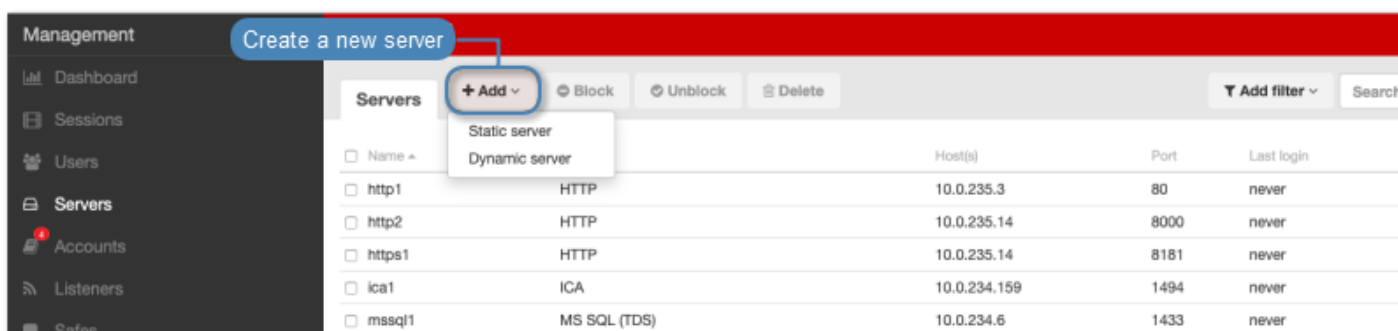 Management
Create a new server
Dashboard
Servers
+ Add
Block
Unblock
Delete
Add filter
Search
Sessions
Static server
Dynamic server
Users
Name
Host(s)
Port
Last login
http1
HTTP
10.0.235.3
80
never
Servers
http2
HTTP
10.0.235.14
8000
never
4
Accounts
https1
HTTP
10.0.235.14
8181
never
Listeners
ica1
ICA
10.0.234.159
1494
never
Safes
mssql1
MS SQL (TDS)
10.0.234.6
1433
never